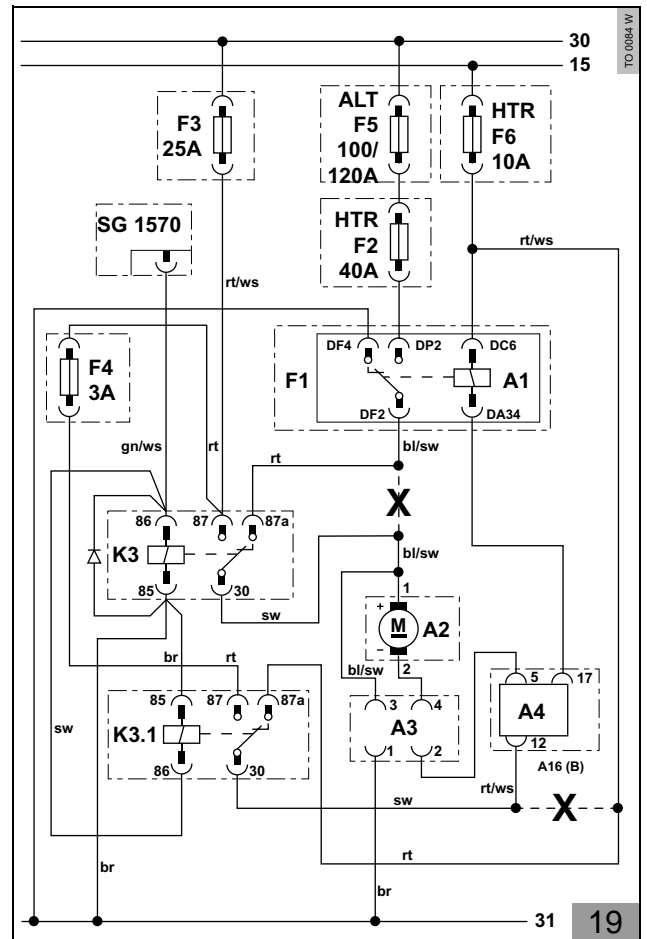 TO 0084 W
30
15
F3
25A
ALT
F5
100/
120A
HTR
F6
10A
SG 1570
HTR
F2
40A
rt/ws
rt/ws
F4
3A
DF4
DP2
DC6
F1
A1
DF2
DA34
gn/ws
rt
bl/sw
rt
X
86
87
87a
K3
bl/sw
85
30
sw
1
+
M
A2
−
br
rt
bl/sw
2
85
87
87a
3
4
5
17
A3
A4
sw
K3.1
1
2
12
86
30
A16 (B)
rt/ws
sw
X
rt
br
br
31
19